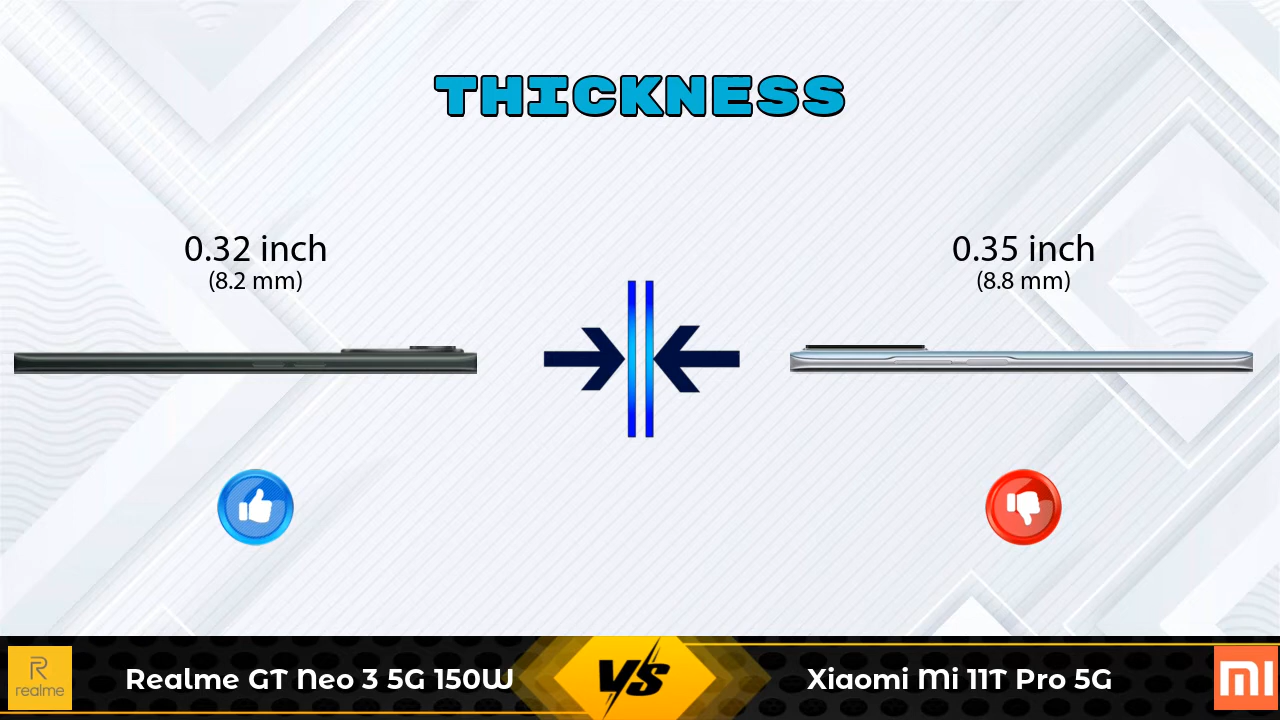 THICKNESS
0.32 inch
(8.2 mm)
0.35 inch
(8.8 mm)
realme
Realme GT Neo 3 5G 150W
VS
Xiaomi Mi 11T Pro 5G
MI